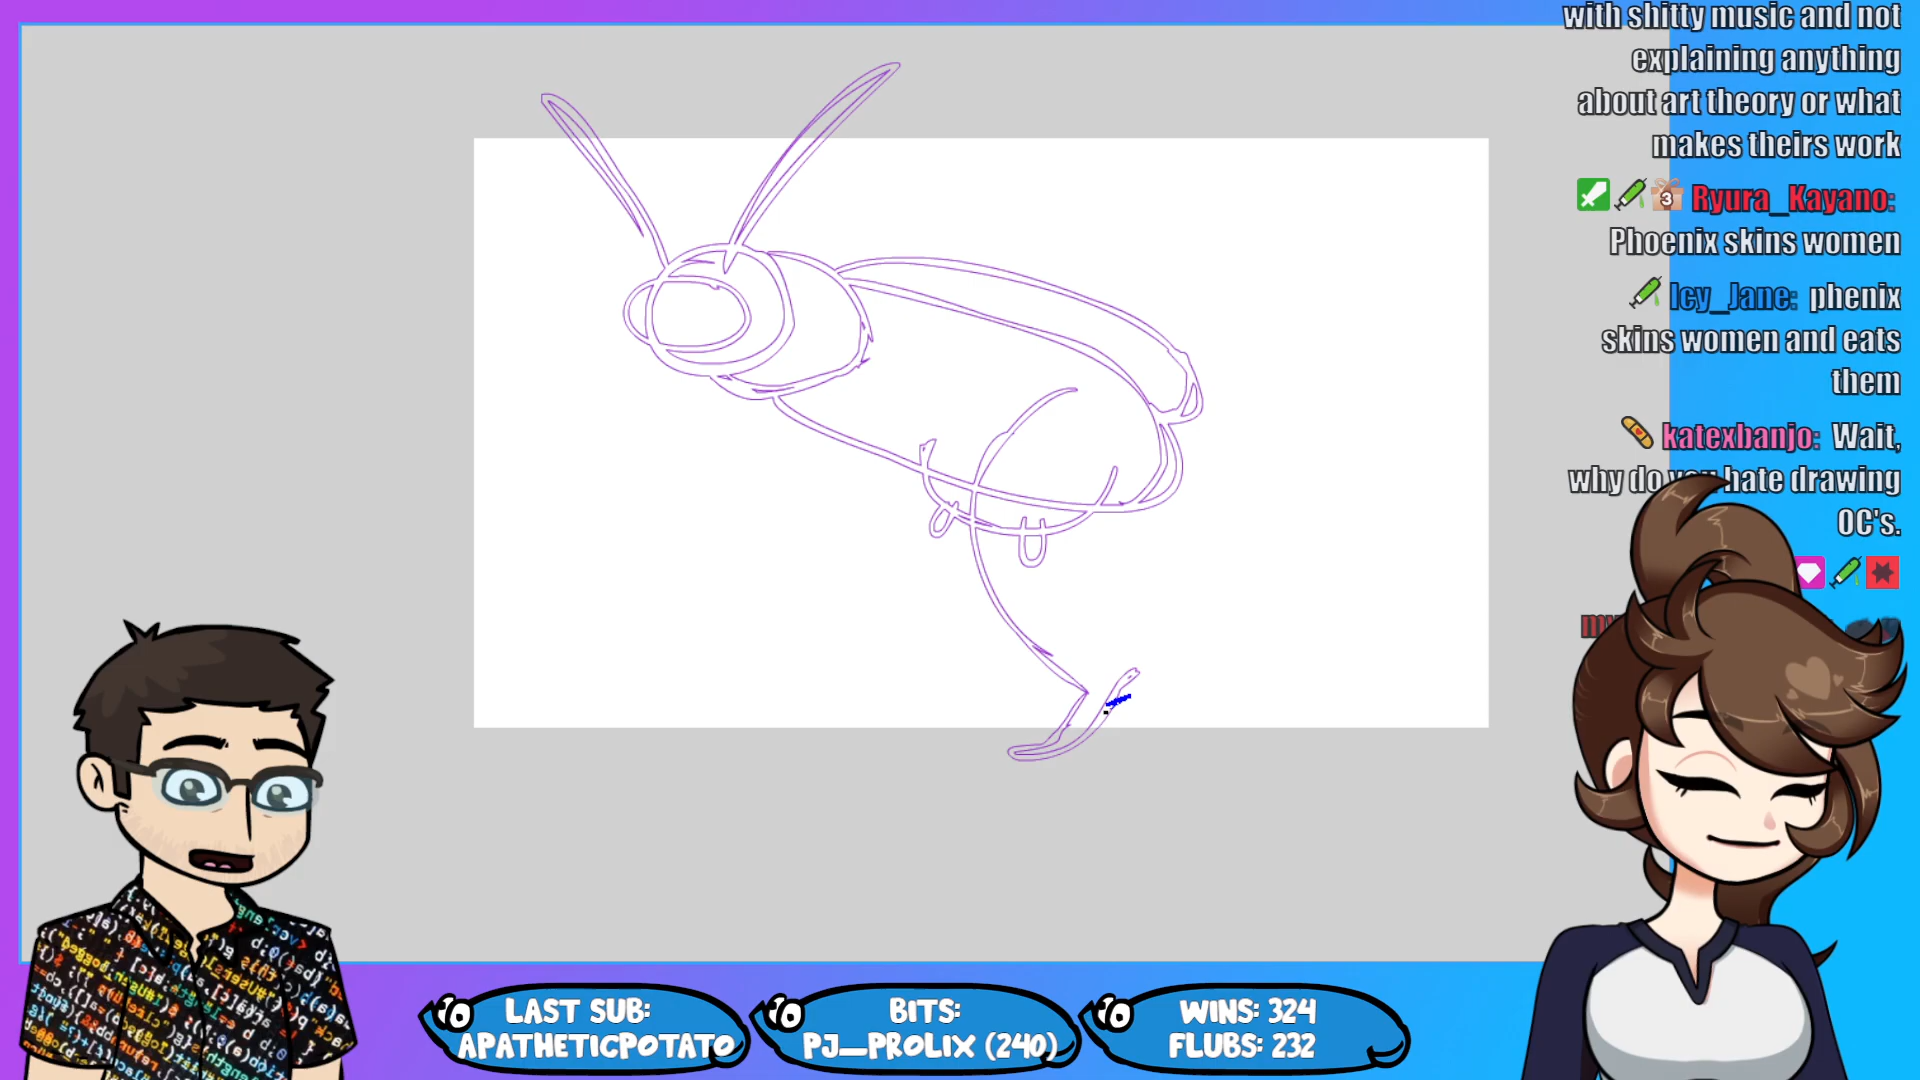 with shitty music and not
explaining anything
about art theory or what
makes theirs work
3 Ryura_Kayano:
Phoenix skins women
Icy_Jane: phenix
skins women and eats
them
katexbanjo: Wait,
why do you hate drawing
OC's.
LAST SUB:
APATHETICPOTATO
BITS:
PJ_PROLIX (240)
WINS: 324
FLUBS: 232